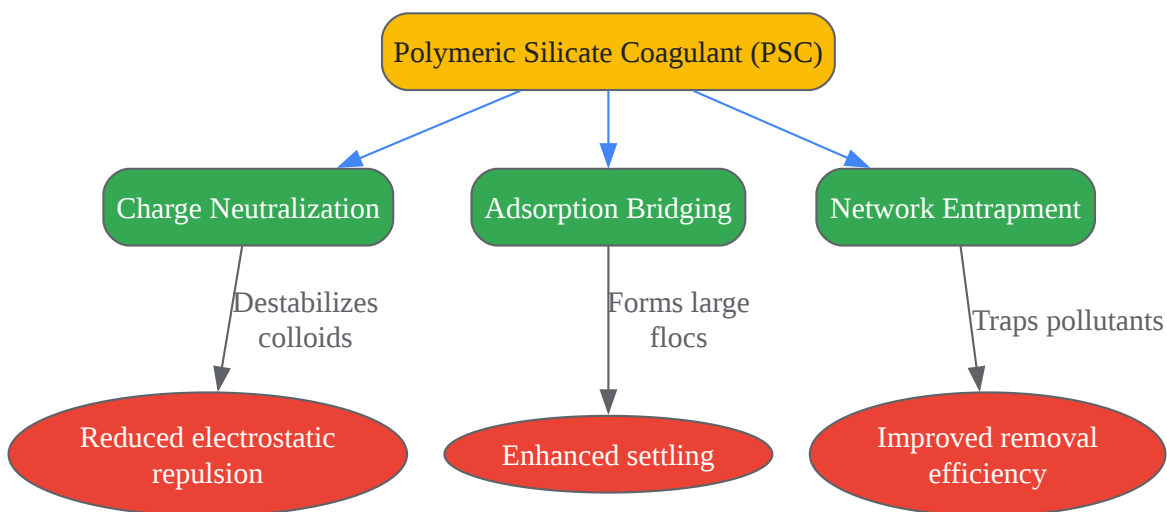 Polymeric Silicate Coagulant (PSC)
Charge Neutralization
Adsorption Bridging
Network Entrapment
Destabilizes
colloids
Forms large
flocs
Traps pollutants
Reduced electrostatic
repulsion
Enhanced settling
Improved removal
efficiency